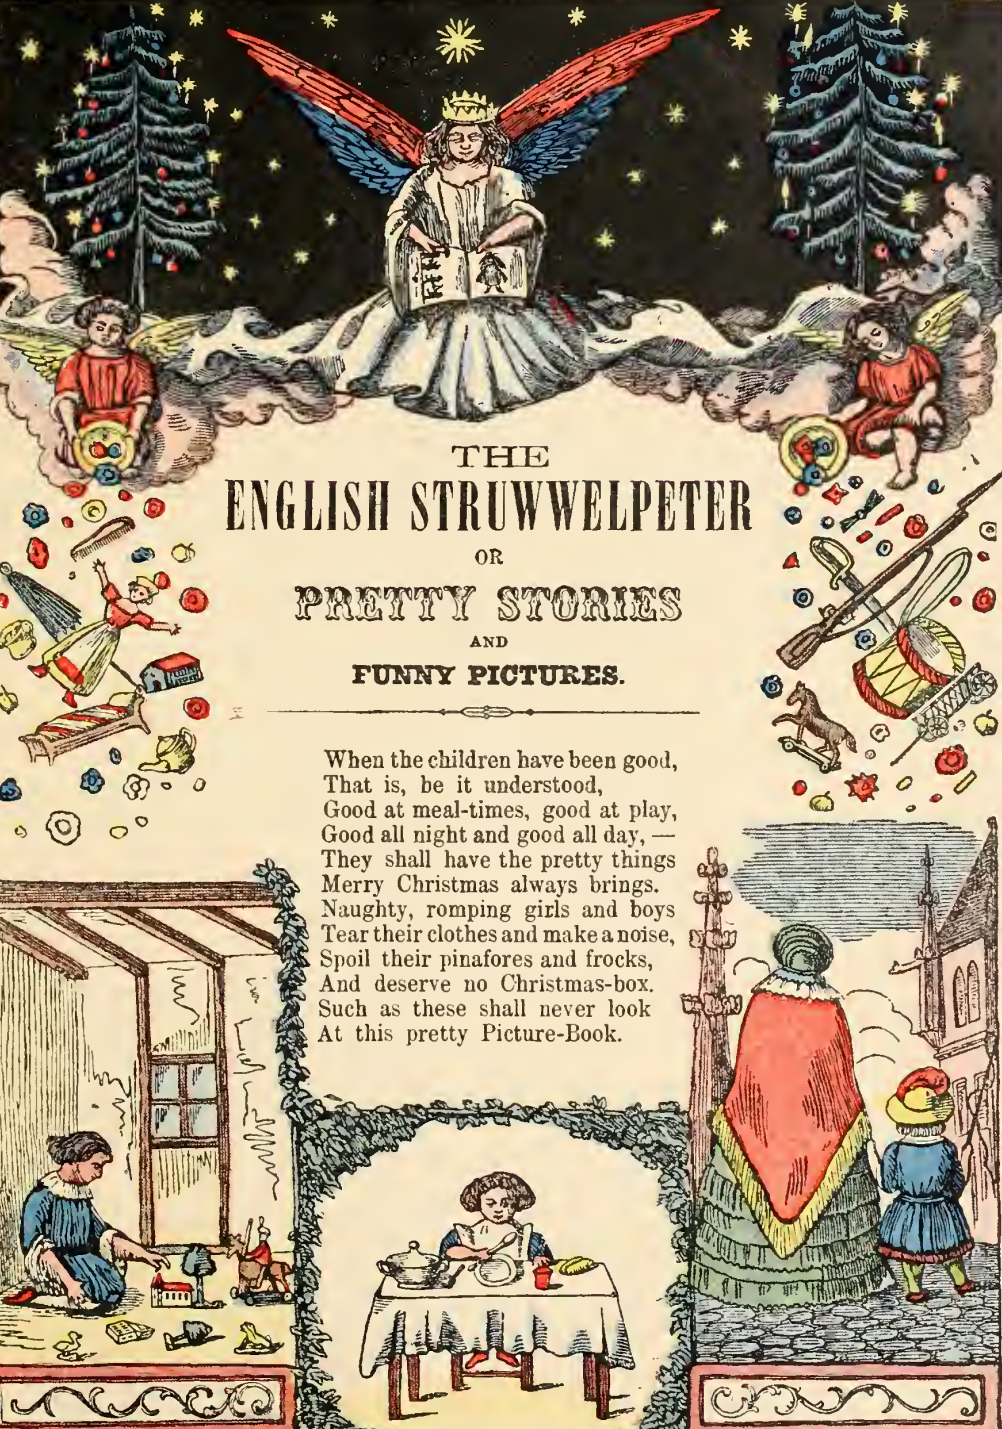 THE
ENGLISH STRUWWELPETER
OR
PRETTY STORIES
AND
FUNNY PICTURES.
When the children have been good,
That is, be it understood,
Good at meal-times, good at play,
Good all night and good all day, —
They shall have the pretty things
Merry Christmas always brings.
Naughty, romping girls and boys
Tear their clothes and make a noise,
Spoil their pinafores and frocks,
And deserve no Christmas-box.
Such as these shall never look
At this pretty Picture-Book.